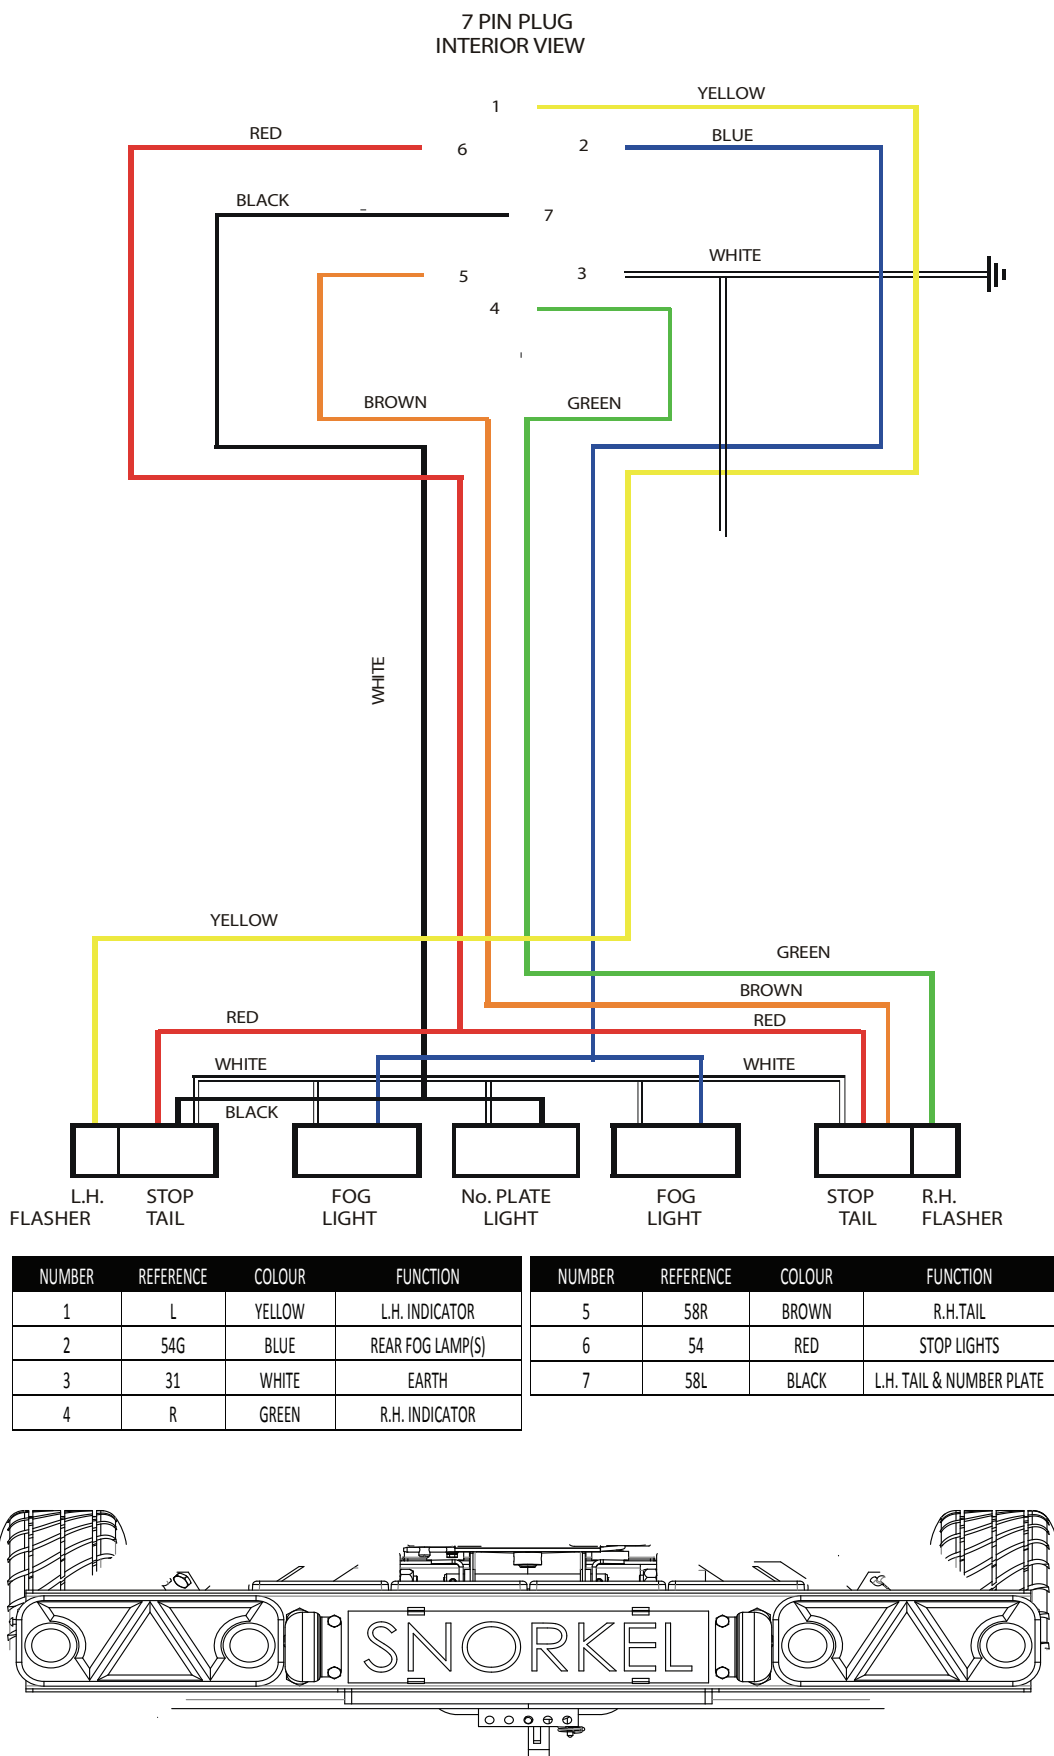 7 PIN PLUG
INTERIOR VIEW
1
YELLOW
RED
6
2
BLUE
BLACK
7
5
3
WHITE
4
BROWN
GREEN
WHITE
YELLOW
GREEN
BROWN
RED
RED
WHITE
WHITE
BLACK
L.H.
FLASHER
STOP
TAIL
FOG
LIGHT
No. PLATE
LIGHT
FOG
LIGHT
STOP
TAIL
R.H.
FLASHER
NUMBER REFERENCE COLOUR FUNCTION
1 L YELLOW L.H. INDICATOR
2 54G BLUE REAR FOG LAMP(S)
3 31 WHITE EARTH
4 R GREEN R.H. INDICATOR
NUMBER REFERENCE COLOUR FUNCTION
5 58R BROWN R.H.TAIL
6 54 RED STOP LIGHTS
7 58L BLACK L.H. TAIL & NUMBER PLATE
SNORKEL